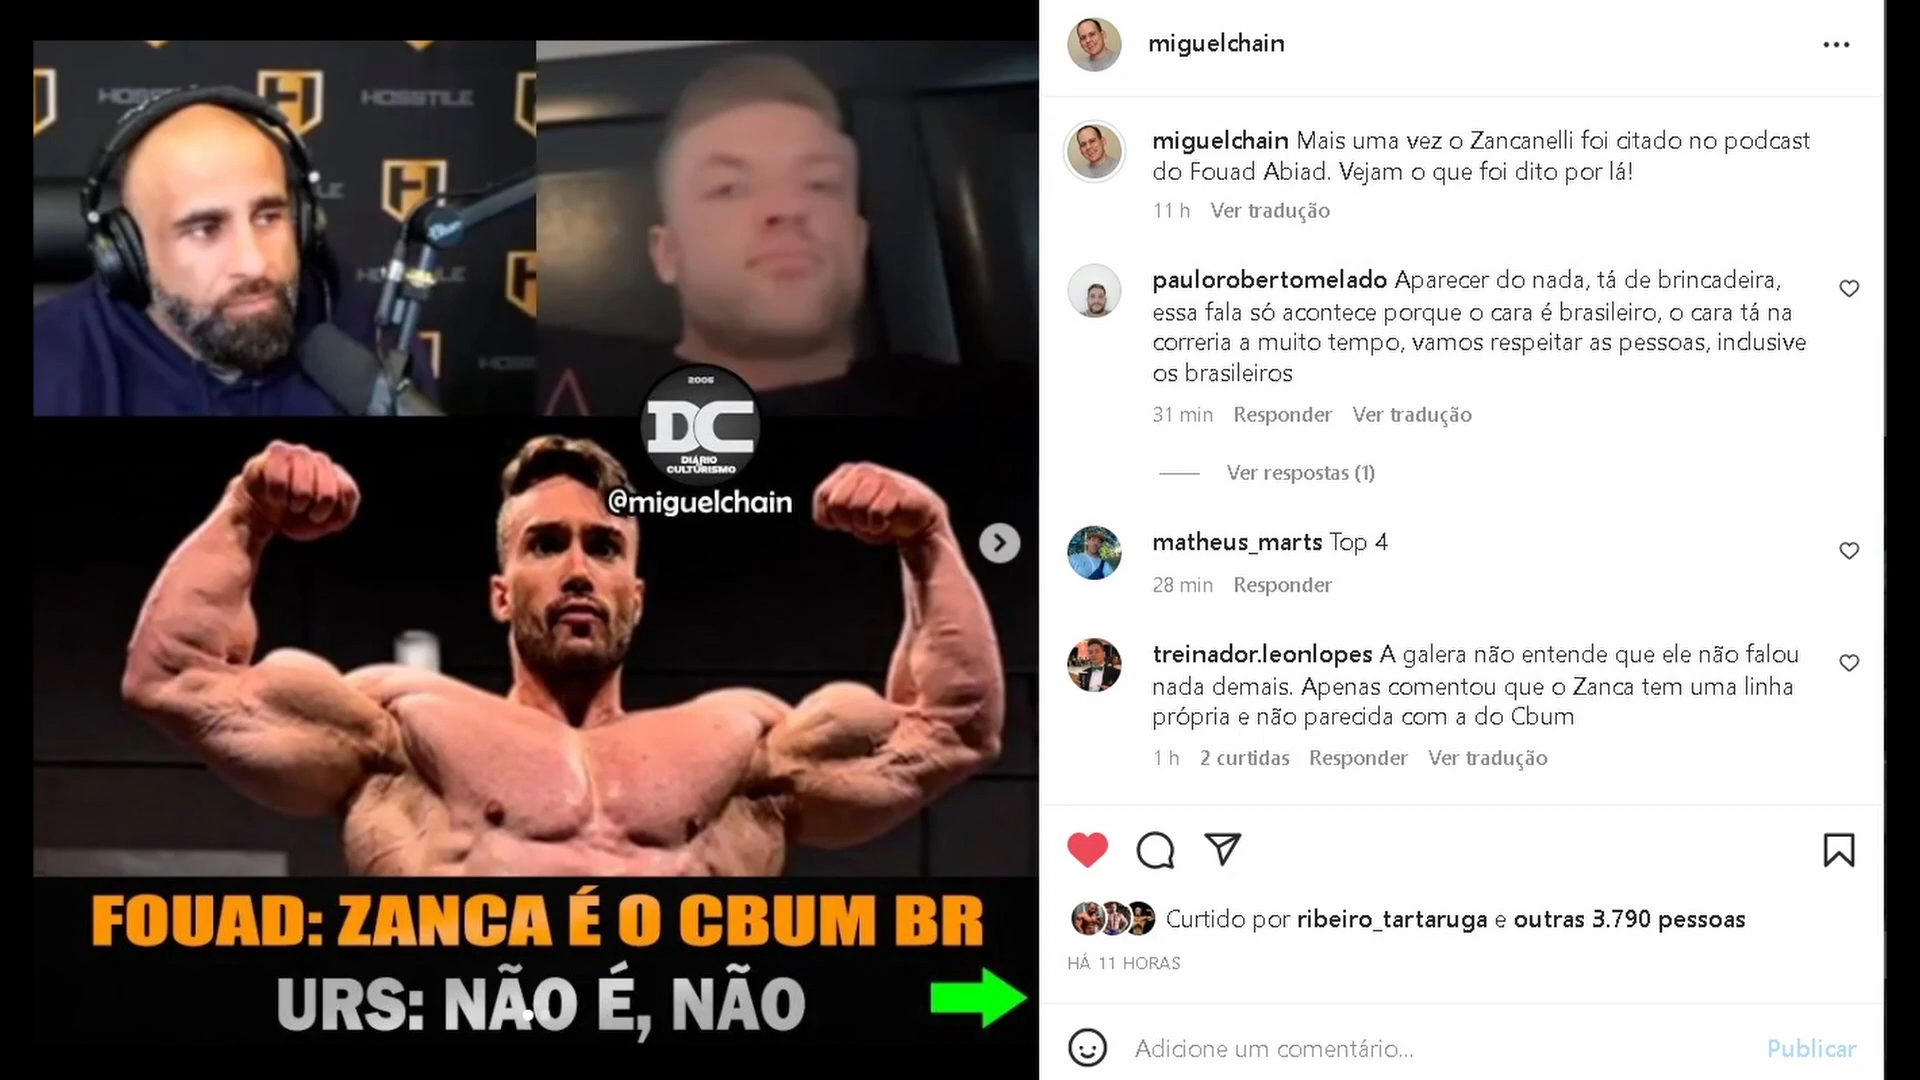 HOSSTILE
HOSSTILE
2006
DC
DIÁRIO
CULTURISMO
@miguelchain
FOUAD: ZANCA É O CBUM BR
URS: NÃO É, NÃO
miguelchain
miguelchain Mais uma vez o Zancanelli foi citado no podcast
do Fouad Abiad. Vejam o que foi dito por lá!
11 h Ver tradução
paulorobertomelado Aparecer do nada, tá de brincadeira,
essa fala só acontece porque o cara é brasileiro, o cara tá na
correria a muito tempo, vamos respeitar as pessoas, inclusive
os brasileiros
31 min Responder Ver tradução
Ver respostas (1)
matheus_marts Top 4
28 min Responder
treinador.leonlopes A galera não entende que ele não falou
nada demais. Apenas comentou que o Zanca tem uma linha
própria e não parecida com a do Cbum
1 h 2 curtidas Responder Ver tradução
Curtido por ribeiro_tartaruga e outras 3.790 pessoas
HÁ 11 HORAS
Adicione um comentário...
Publicar